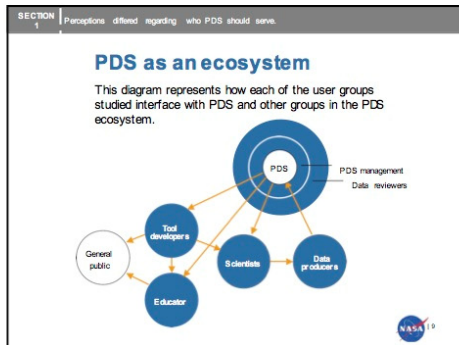 SECTION
1
Perceptions differed regarding who PDS should serve.
PDS as an ecosystem
This diagram represents how each of the user groups
studied interface with PDS and other groups in the PDS
ecosystem.
PDS
PDS management
Data reviewers
Tool
developers
General
public
Scientists
Data
producers
Educator
NASA
| 9